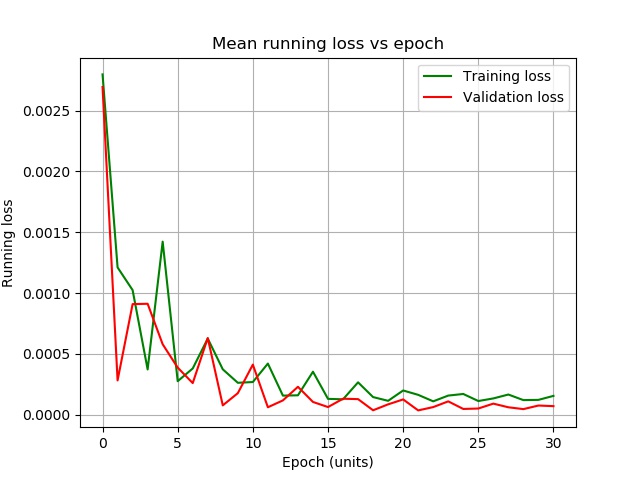 Mean running loss vs epoch
Training loss
Validation loss
0.0025
0.0020
0.0015
0.0010
0.0005
0.0000
Running loss
0 5 10 15 20 25 30
Epoch (units)